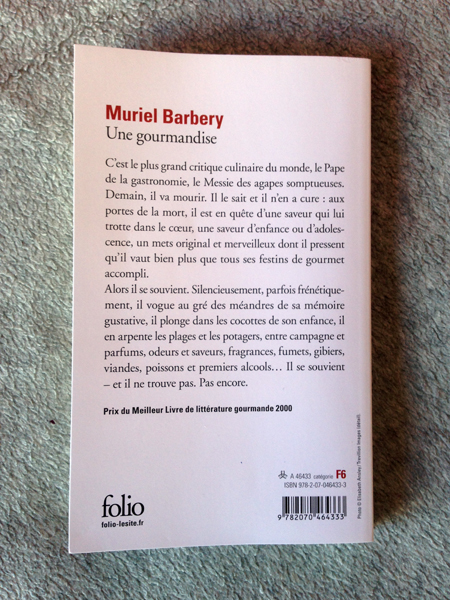 Muriel Barbery
Une gourmandise
C'est le plus grand critique culinaire du monde, le Pape
de la gastronomie, le Messie des agapes somptueuses.
Demain, il va mourir. Il le sait et il n'en a cure : aux
portes de la mort, il est en quête d'une saveur qui lui
trotte dans le cœur, une saveur d'enfance ou d'adoles-
cence, un mets original et merveilleux dont il pressent
qu'il vaut bien plus que tous ses festins de gourmet
accompli.
Alors il se souvient. Silencieusement, parfois frénétique-
ment, il vogue au gré des méandres de sa mémoire
gustative, il plonge dans les cocottes de son enfance, il
en arpente les plages et les potagers, entre campagne et
parfums, odeurs et saveurs, fragrances, fumets, gibiers,
viandes, poissons et premiers alcools… Il se souvient
– et il ne trouve pas. Pas encore.
Prix du Meilleur Livre de littérature gourmande 2000
A 46433 catégorie F6
ISBN 978-2-07-046433-3
9 782070 464333
folio
folio-lesite.fr
Photo © Elisabeth Ansley / Trevillion Images (détail).